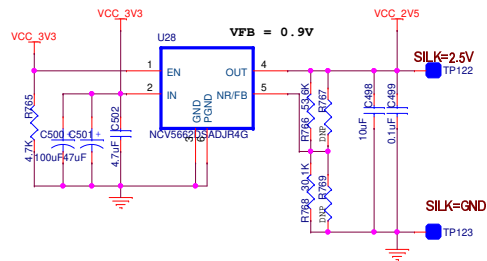 VCC_3V3
VCC_3V3
U28
VFB = 0.9V
VCC_2V5
SILK=2.5V
TP122
1
EN
OUT
4
2
IN
NR/FB
5
GND
PGND
3
6
NCV5662DSADJR4G
R765
4.7K
C500
100uF
C501
47uF
C502
4.7uF
R766
53.6K
R767
DNP
C498
10uF
C499
0.1uF
R768
30.1K
R769
DNP
SILK=GND
TP123